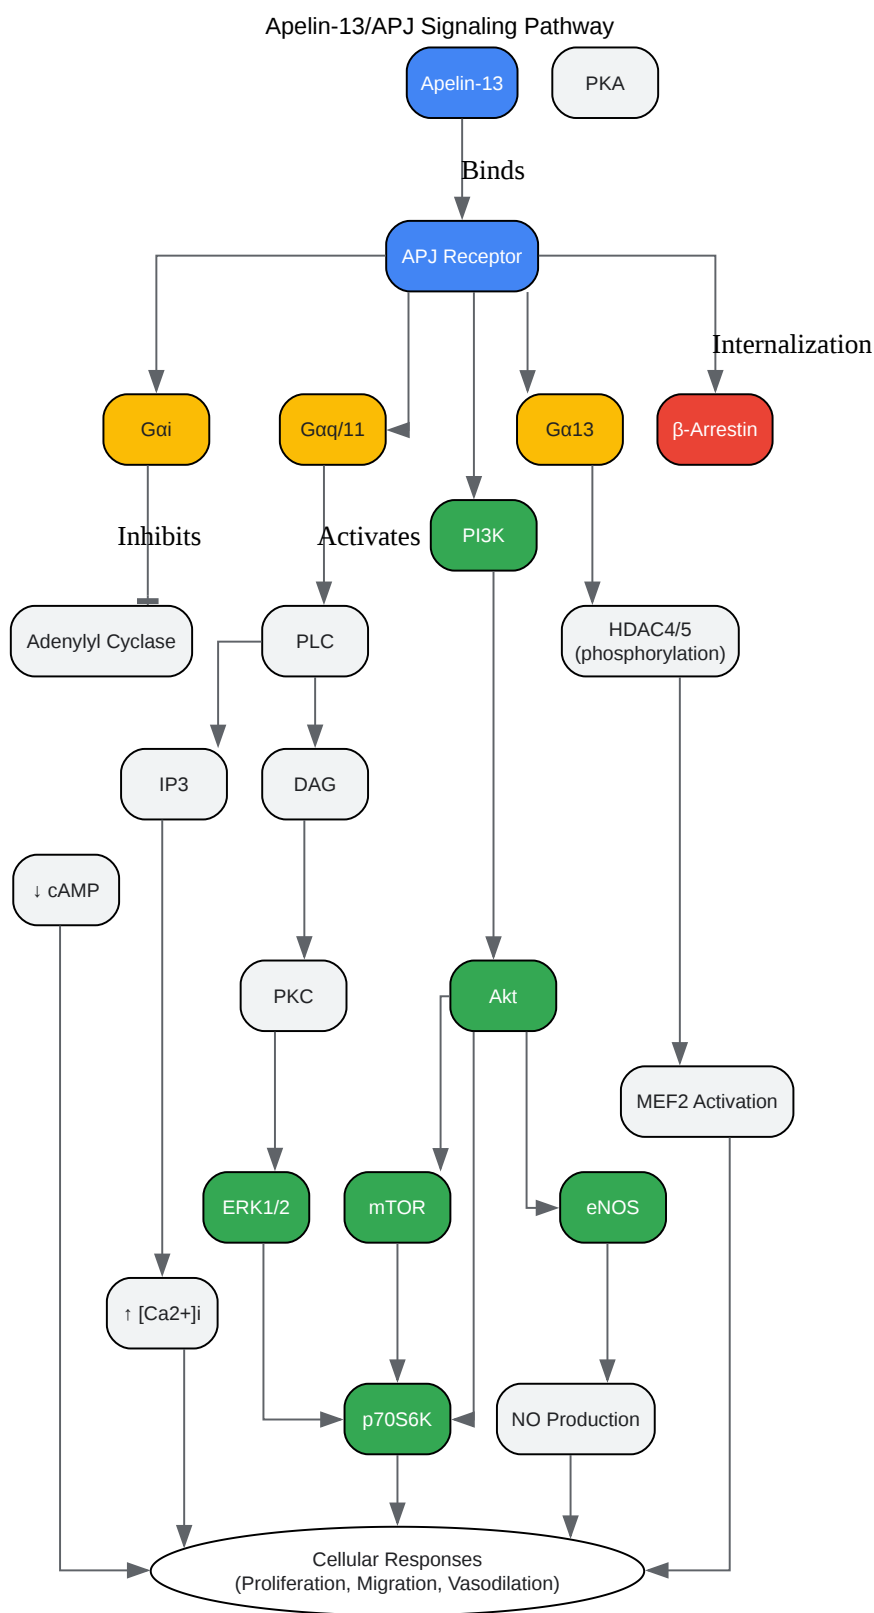 Apelin-13/APJ Signaling Pathway
Apelin-13
PKA
Binds
APJ Receptor
Internalization
Gαi
Gαq/11
Gα13
β-Arrestin
Inhibits
Activates
PI3K
Adenylyl Cyclase
PLC
HDAC4/5
(phosphorylation)
IP3
DAG
↓ cAMP
PKC
Akt
MEF2 Activation
ERK1/2
mTOR
eNOS
↑ [Ca2+]i
p70S6K
NO Production
Cellular Responses
(Proliferation, Migration, Vasodilation)